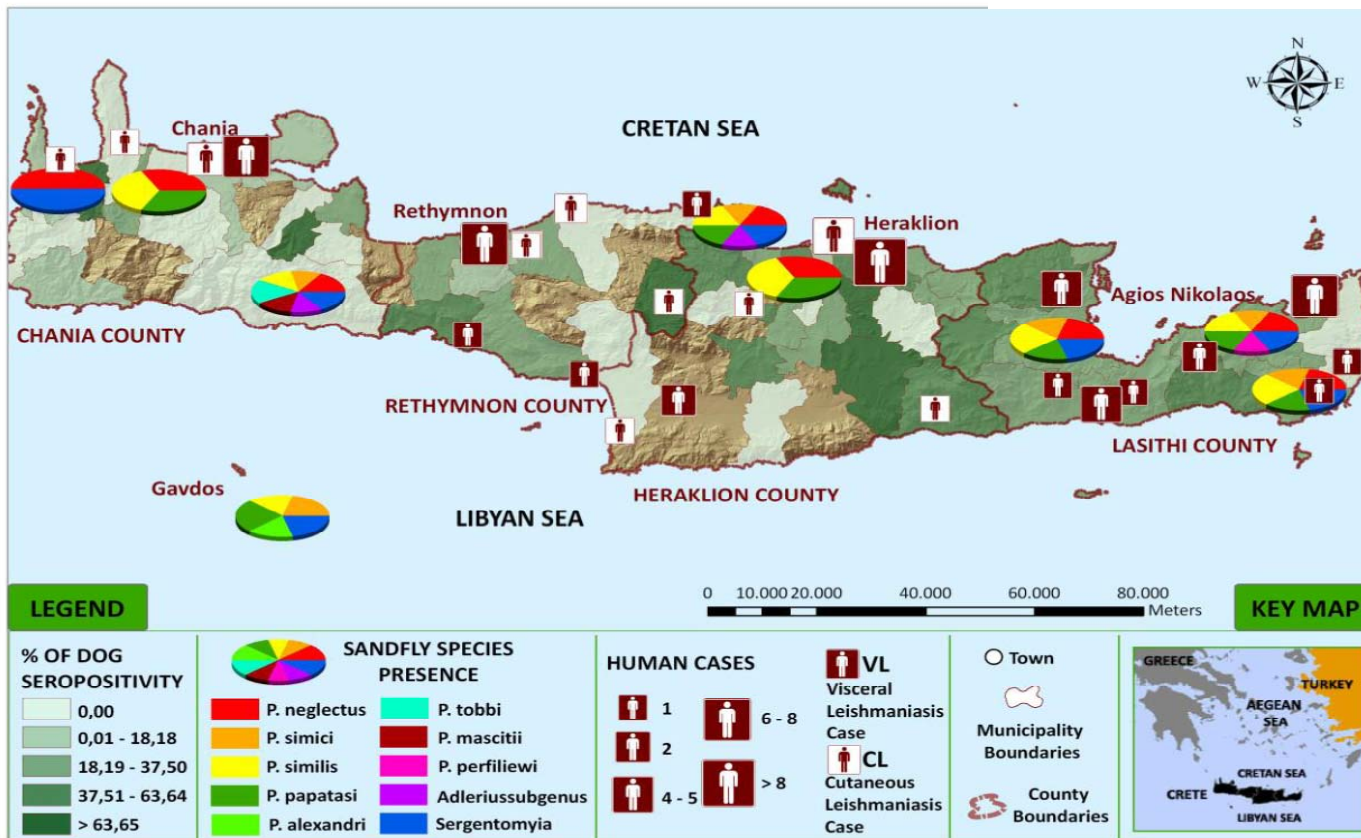 N
W E
S
CRETAN SEA
Chania
Rethymnon
Heraklion
Agios Nikolaos
CHANIA COUNTY
RETHYMNON COUNTY
LASITHI COUNTY
HERAKLION COUNTY
Gavdos
LIBYAN SEA
0 10.000 20.000 40.000 60.000 80.000
Meters
LEGEND
KEY MAP
% OF DOG
SEROPOSITIVITY
0,00
0,01 - 18,18
18,19 - 37,50
37,51 - 63,64
> 63,65
SANDFLY SPECIES
PRESENCE
P. neglectus
P. simici
P. similis
P. papatasi
P. alexandri
P. tobbi
P. mascitii
P. perfiliewi
Adleriussubgenus
Sergentomyia
HUMAN CASES
1
2
4 - 5
6 - 8
> 8
VL
Visceral
Leishmaniasis
Case
CL
Cutaneous
Leishmaniasis
Case
Town
Municipality
Boundaries
County
Boundaries
GREECE
TURKEY
AEGEAN
SEA
CRETAN SEA
CRETE
LIBYAN SEA